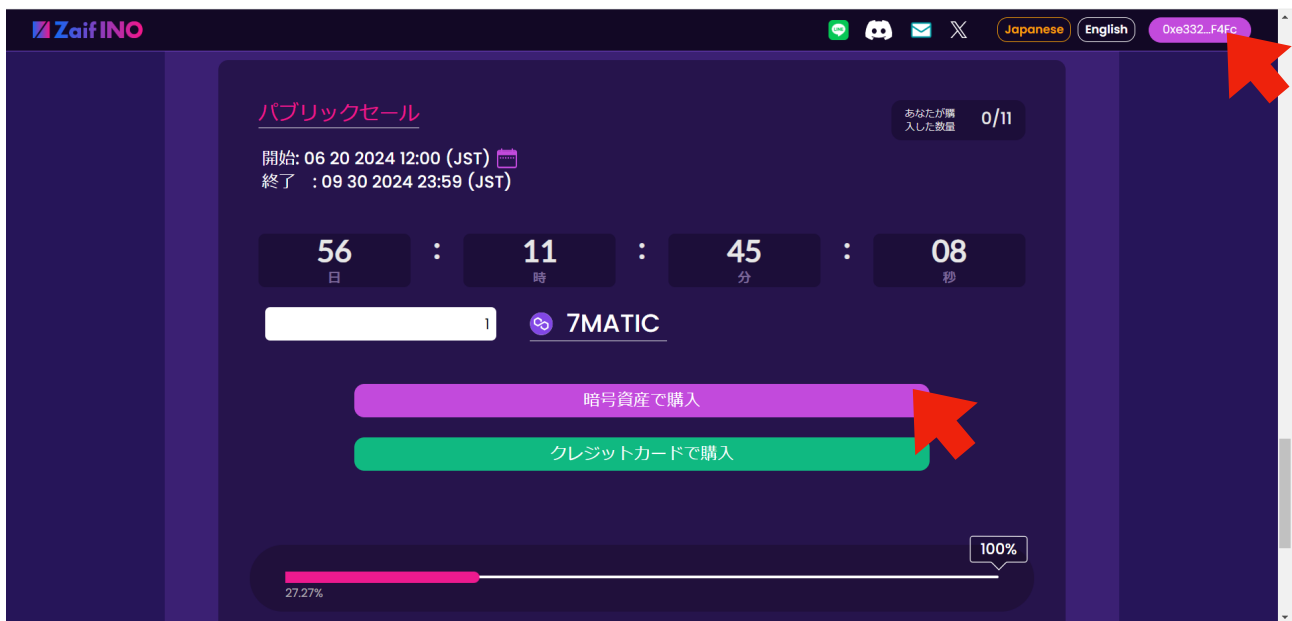 Zaif INO
Japanese
English
0xe332...F4Fc
パブリックセール
あなたが購
入した数量
0/11
開始: 06 20 2024 12:00 (JST)
終了 : 09 30 2024 23:59 (JST)
56 : 11 : 45 : 08
日 時 分 秒
1
7MATIC
暗号資産で購入
クレジットカードで購入
100%
27.27%